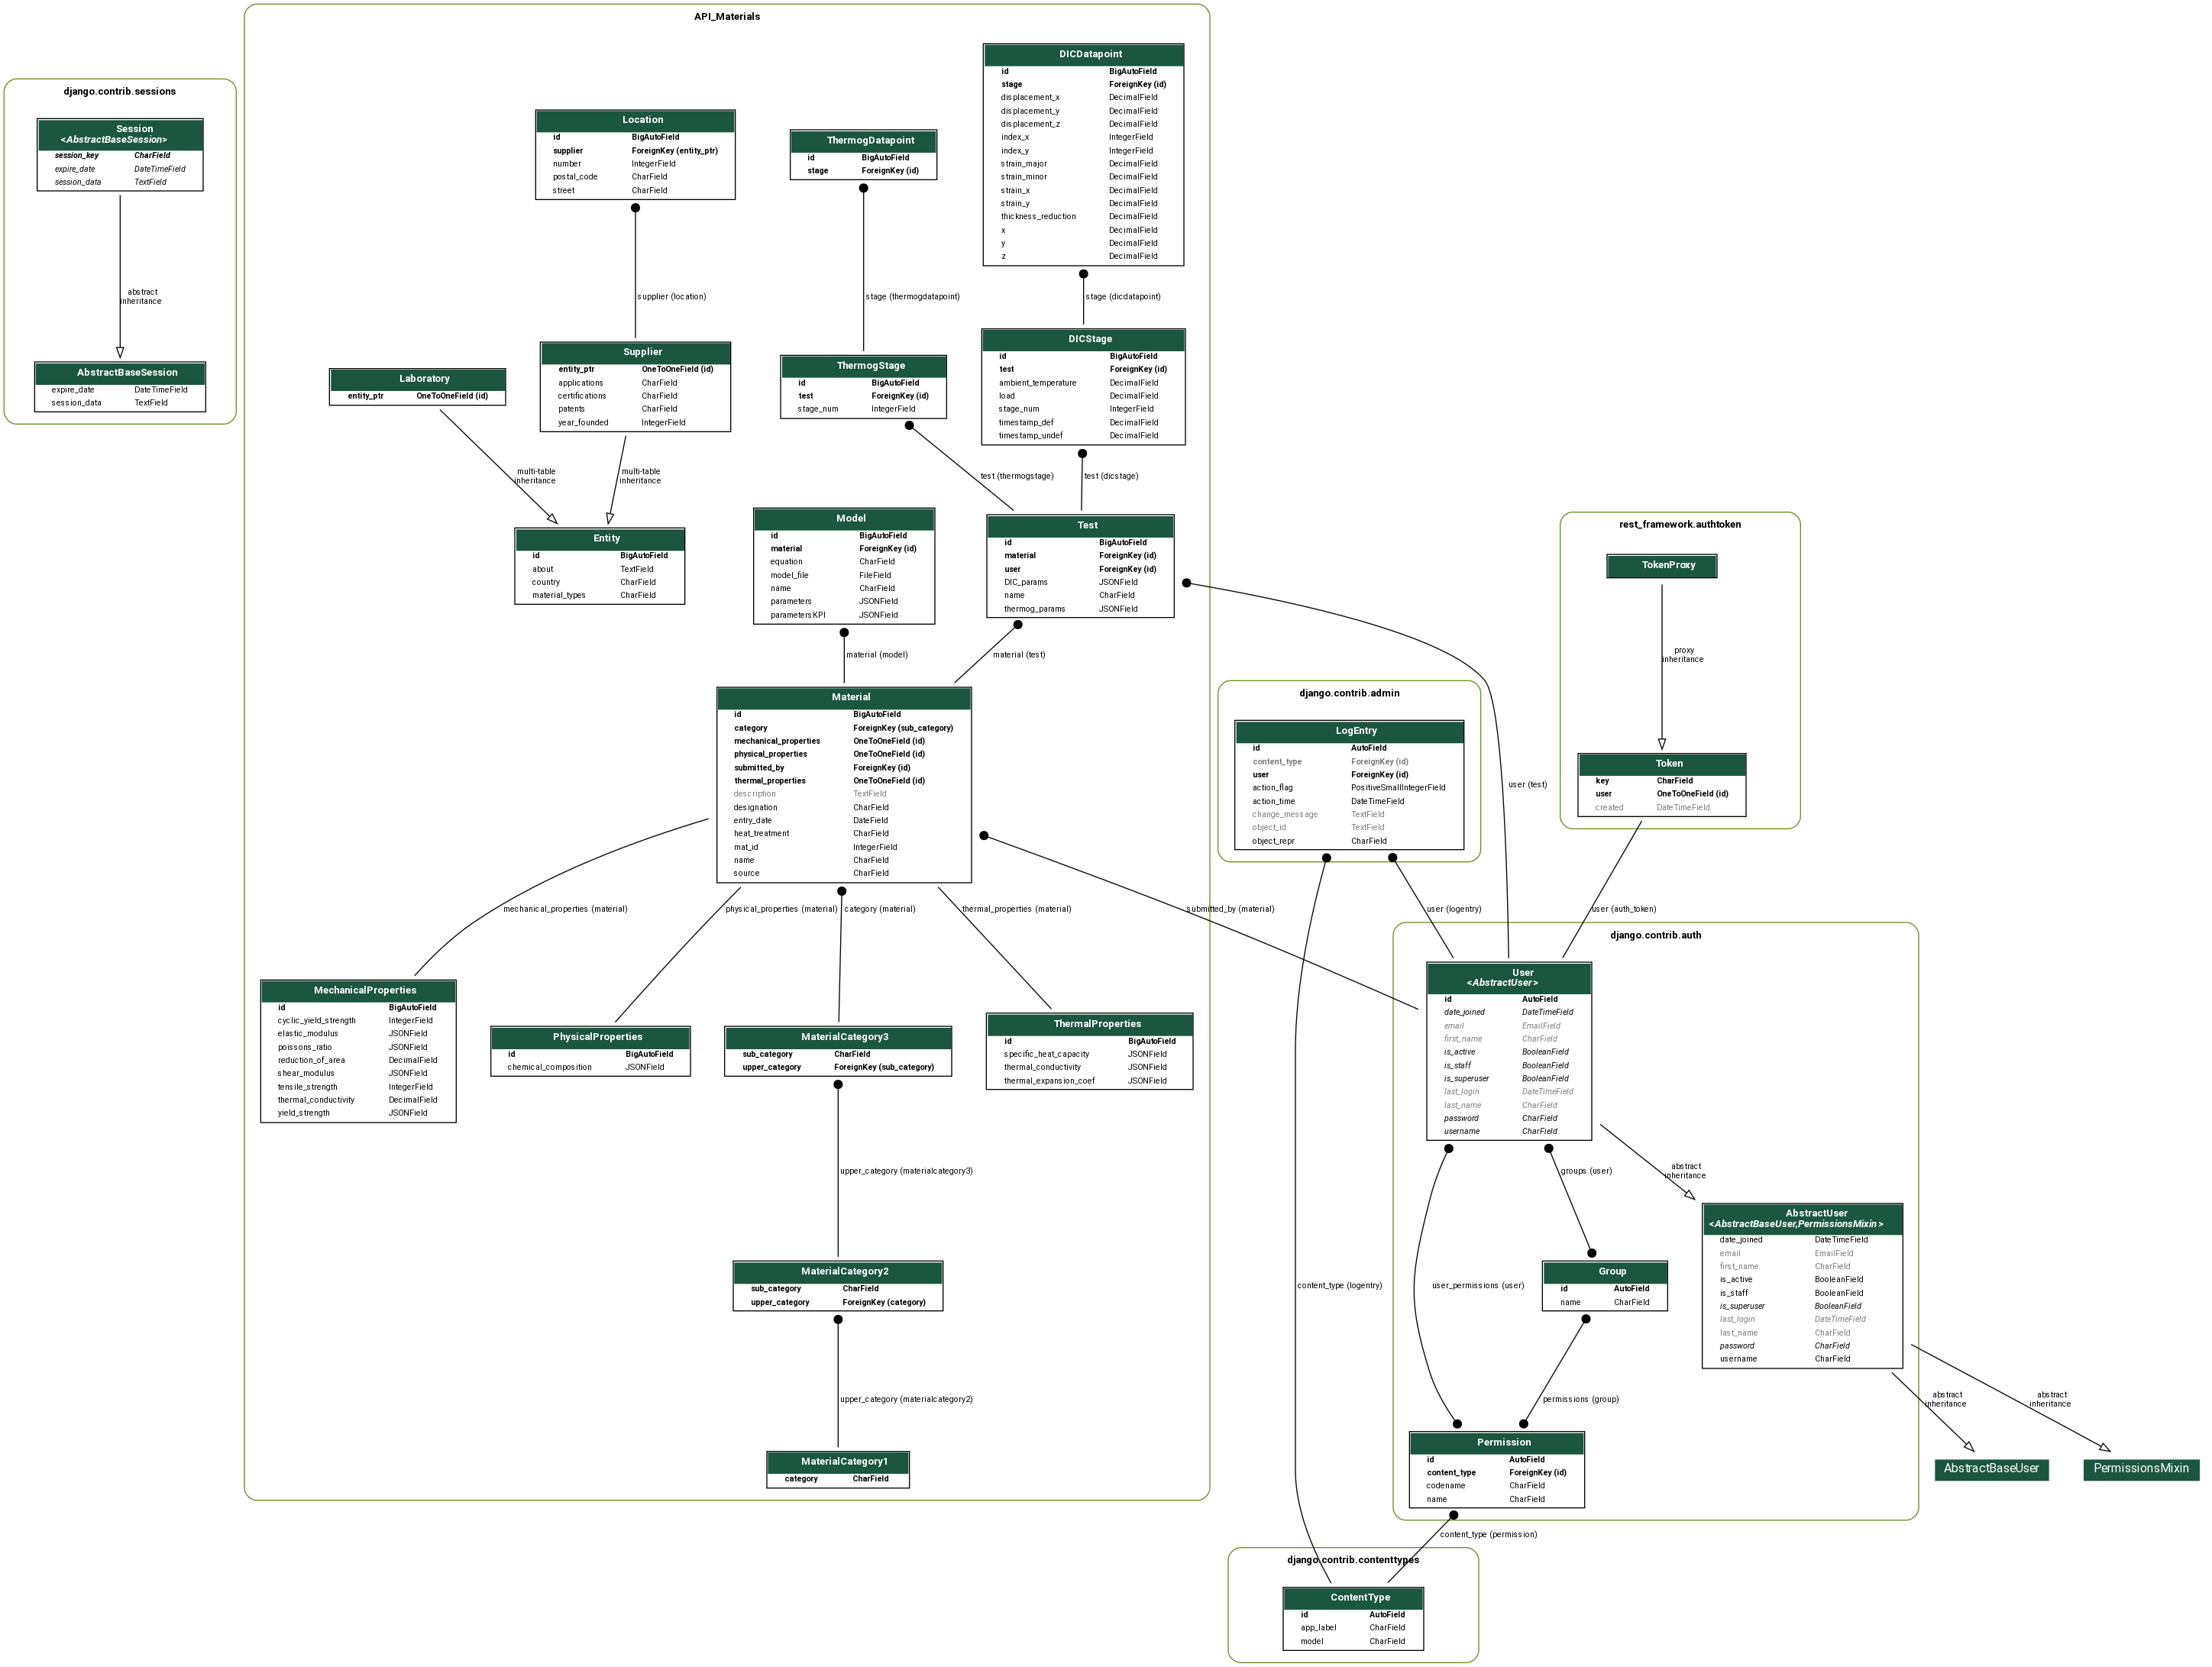 API_Materials
django.contrib.sessions
Session
<AbstractBaseSession>
session_key CharField
expire_date DateTimeField
session_data TextField
abstract
inheritance
AbstractBaseSession
expire_date DateTimeField
session_data TextField
DICDatapoint
id BigAutoField
stage ForeignKey (id)
displacement_x DecimalField
displacement_y DecimalField
displacement_z DecimalField
index_x IntegerField
index_y IntegerField
strain_major DecimalField
strain_minor DecimalField
strain_x DecimalField
strain_y DecimalField
thickness_reduction DecimalField
x DecimalField
y DecimalField
z DecimalField
Location
id BigAutoField
supplier ForeignKey (entity_ptr)
number IntegerField
postal_code CharField
street CharField
ThermogDatapoint
id BigAutoField
stage ForeignKey (id)
supplier (location)
stage (thermogdatapoint)
stage (dicdatapoint)
Laboratory
entity_ptr OneToOneField (id)
Supplier
entity_ptr OneToOneField (id)
applications CharField
certifications CharField
patents CharField
year_founded IntegerField
ThermogStage
id BigAutoField
test ForeignKey (id)
stage_num IntegerField
DICStage
id BigAutoField
test ForeignKey (id)
ambient_temperature DecimalField
load DecimalField
stage_num IntegerField
timestamp_def DecimalField
timestamp_undef DecimalField
multi-table
inheritance
multi-table
inheritance
test (thermogstage)
test (dicstage)
Entity
id BigAutoField
about TextField
country CharField
material_types CharField
Model
id BigAutoField
material ForeignKey (id)
equation CharField
model_file FileField
name CharField
parameters JSONField
parametersKPI JSONField
Test
id BigAutoField
material ForeignKey (id)
user ForeignKey (id)
DIC_params JSONField
name CharField
thermog_params JSONField
material (model)
material (test)
Material
id BigAutoField
category ForeignKey (sub_category)
mechanical_properties OneToOneField (id)
physical_properties OneToOneField (id)
submitted_by ForeignKey (id)
thermal_properties OneToOneField (id)
description TextField
designation CharField
entry_date DateField
heat_treatment CharField
mat_id IntegerField
name CharField
source CharField
mechanical_properties (material)
physical_properties (material)
category (material)
thermal_properties (material)
submitted_by (material)
user (test)
MechanicalProperties
id BigAutoField
cyclic_yield_strength IntegerField
elastic_modulus JSONField
poissons_ratio JSONField
reduction_of_area DecimalField
shear_modulus JSONField
tensile_strength IntegerField
thermal_conductivity DecimalField
yield_strength JSONField
PhysicalProperties
id BigAutoField
chemical_composition JSONField
MaterialCategory3
sub_category CharField
upper_category ForeignKey (sub_category)
ThermalProperties
id BigAutoField
specific_heat_capacity JSONField
thermal_conductivity JSONField
thermal_expansion_coef JSONField
upper_category (materialcategory3)
MaterialCategory2
sub_category CharField
upper_category ForeignKey (category)
upper_category (materialcategory2)
MaterialCategory1
category CharField
django.contrib.admin
LogEntry
id AutoField
content_type ForeignKey (id)
user ForeignKey (id)
action_flag PositiveSmallIntegerField
action_time DateTimeField
change_message TextField
object_id TextField
object_repr CharField
user (logentry)
content_type (logentry)
rest_framework.authtoken
TokenProxy
proxy
inheritance
Token
key CharField
user OneToOneField (id)
created DateTimeField
user (auth_token)
django.contrib.auth
User
<AbstractUser>
id AutoField
date_joined DateTimeField
email EmailField
first_name CharField
is_active BooleanField
is_staff BooleanField
is_superuser BooleanField
last_login DateTimeField
last_name CharField
password CharField
username CharField
groups (user)
abstract
inheritance
user_permissions (user)
Group
id AutoField
name CharField
permissions (group)
AbstractUser
<AbstractBaseUser,PermissionsMixin>
date_joined DateTimeField
email EmailField
first_name CharField
is_active BooleanField
is_staff BooleanField
is_superuser BooleanField
last_login DateTimeField
last_name CharField
password CharField
username CharField
abstract
inheritance
abstract
inheritance
AbstractBaseUser
PermissionsMixin
Permission
id AutoField
content_type ForeignKey (id)
codename CharField
name CharField
content_type (permission)
django.contrib.contenttypes
ContentType
id AutoField
app_label CharField
model CharField